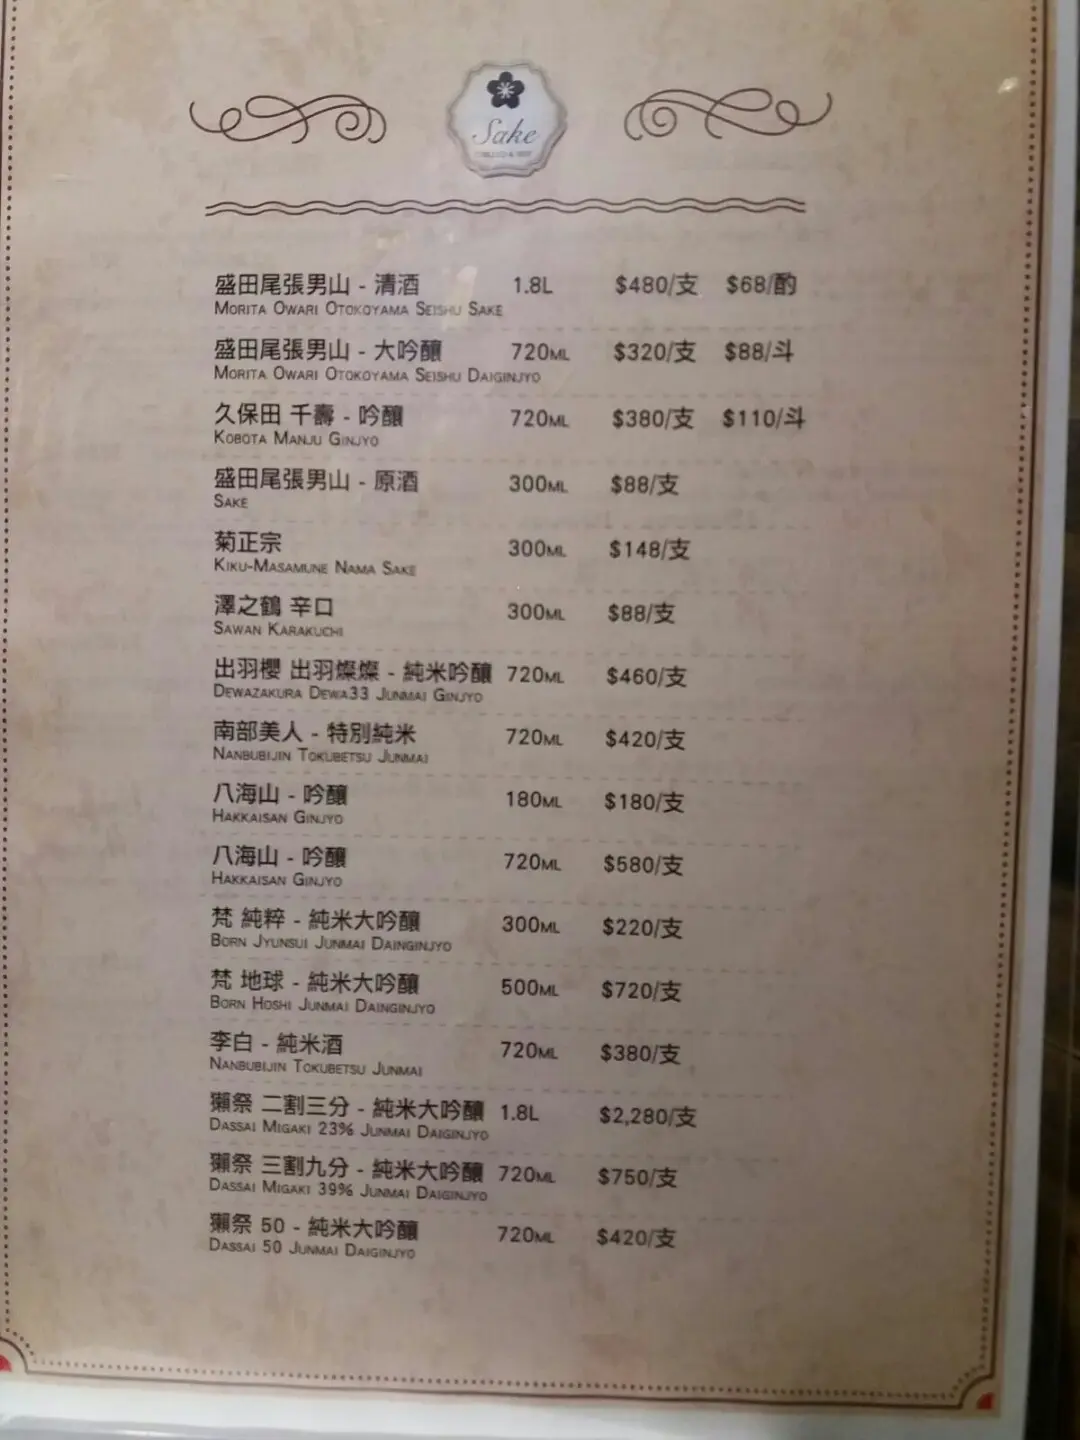 Sake
盛田尾張男山 - 清酒 1.8L $480/支 $68/酌
Morita Owari Otokoyama Seishu Sake
盛田尾張男山 - 大吟釀 720ML $320/支 $88/斗
Morita Owari Otokoyama Seishu Daiginjyo
久保田 千壽 - 吟釀 720ML $380/支 $110/斗
Kobota Manju Ginjyo
盛田尾張男山 - 原酒 300ML $88/支
Sake
菊正宗 300ML $148/支
Kiku-Masamune Nama Sake
澤之鶴 辛口 300ML $88/支
Sawan Karakuchi
出羽櫻 出羽燦燦 - 純米吟釀 720ML $460/支
Dewazakura Dewa33 Junmai Ginjyo
南部美人 - 特別純米 720ML $420/支
Nanbubijin Tokubetsu Junmai
八海山 - 吟釀 180ML $180/支
Hakkaisan Ginjyo
八海山 - 吟釀 720ML $580/支
Hakkaisan Ginjyo
梵 純粹 - 純米大吟釀 300ML $220/支
Born Jyunsui Junmai Dainginjyo
梵 地球 - 純米大吟釀 500ML $720/支
Born Hoshi Junmai Dainginjyo
李白 - 純米酒 720ML $380/支
Nanbubijin Tokubetsu Junmai
獺祭 二割三分 - 純米大吟釀 1.8L $2,280/支
Dassai Migaki 23% Junmai Daiginjyo
獺祭 三割九分 - 純米大吟釀 720ML $750/支
Dassai Migaki 39% Junmai Daiginjyo
獺祭 50 - 純米大吟釀 720ML $420/支
Dassai 50 Junmai Daiginjyo